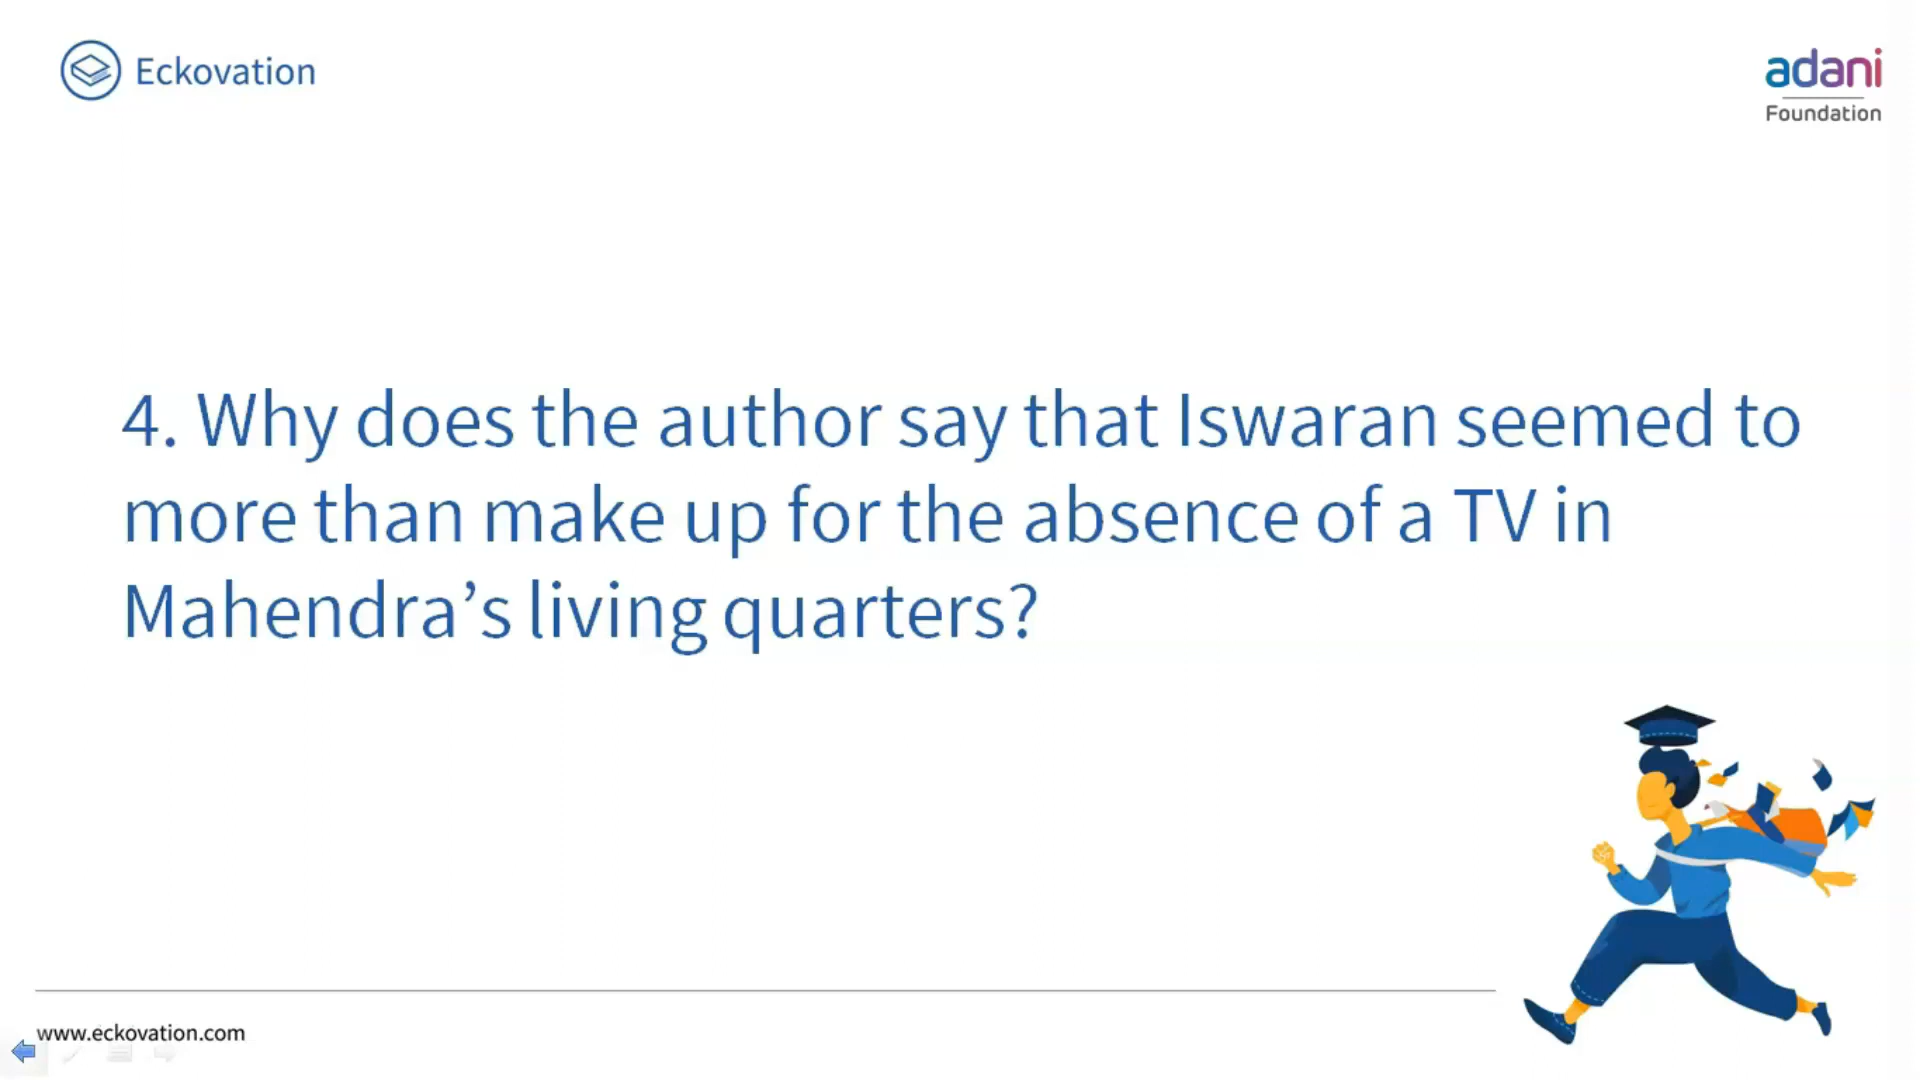 Eckovation
adani
Foundation
4. Why does the author say that Iswaran seemed to
more than make up for the absence of a TV in
Mahendra’s living quarters?
www.eckovation.com